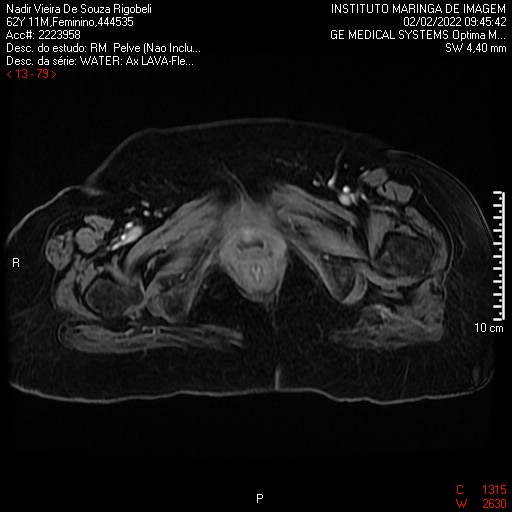 Nadir Vieira De Souza Rigobeli
62Y 11M,Feminino,444535
Acc#: 2223958
Desc. do estudo: RM Pelve (Nao Inclu...
Desc. da série: WATER: Ax LAVA-Fle...
< 13 - 79 >
INSTITUTO MARINGA DE IMAGEM
02/02/2022 09:45:42
GE MEDICAL SYSTEMS Optima M...
SW 4,40 mm
R
10 cm
P
C 1315
W 2630